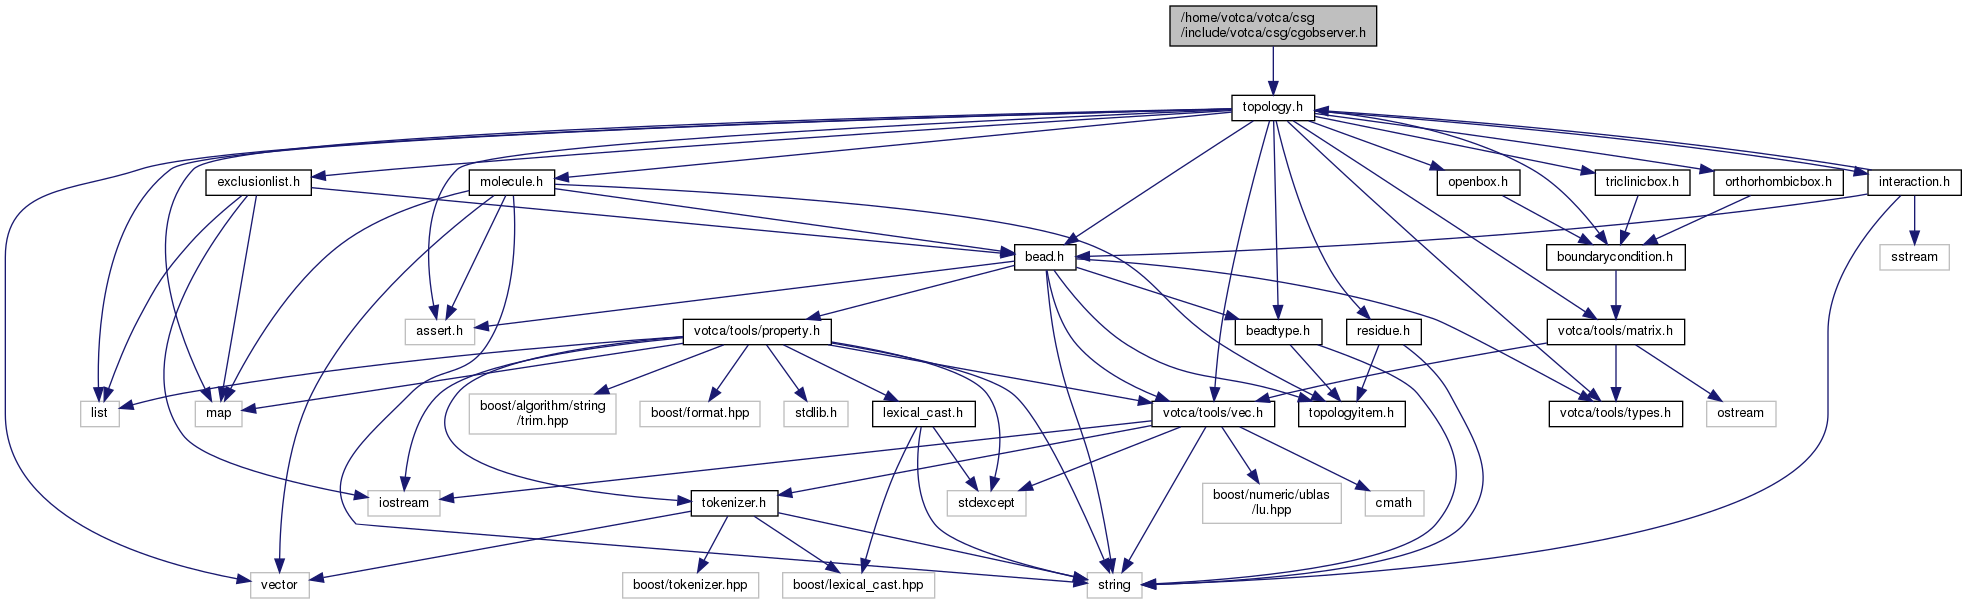 /home/votca/votca/csg
/include/votca/csg/cgobserver.h
topology.h
exclusionlist.h
molecule.h
openbox.h
triclinicbox.h
orthorhombicbox.h
interaction.h
bead.h
boundarycondition.h
sstream
assert.h
votca/tools/property.h
beadtype.h
residue.h
votca/tools/matrix.h
list
map
boost/algorithm/string
/trim.hpp
boost/format.hpp
stdlib.h
lexical_cast.h
votca/tools/vec.h
topologyitem.h
votca/tools/types.h
ostream
iostream
tokenizer.h
stdexcept
boost/numeric/ublas
/lu.hpp
cmath
vector
boost/tokenizer.hpp
boost/lexical_cast.hpp
string